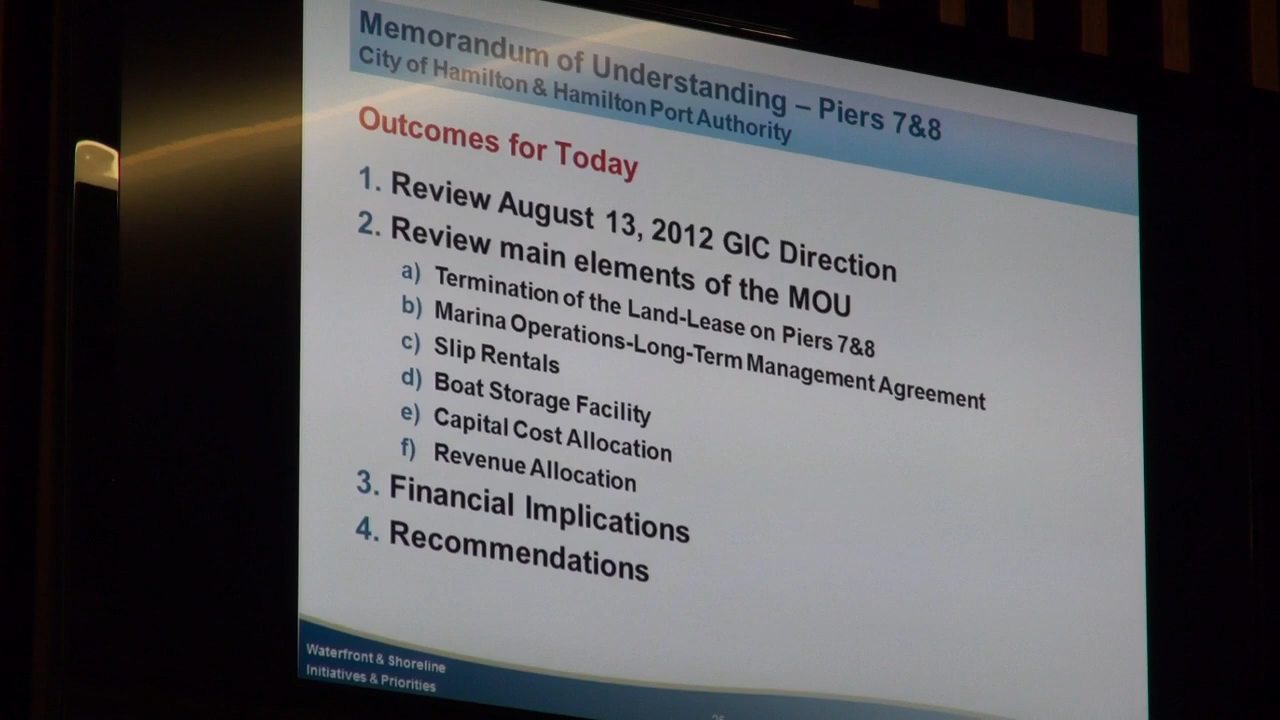 Memorandum of Understanding – Piers 7&8
City of Hamilton & Hamilton Port Authority
Outcomes for Today
1. Review August 13, 2012 GIC Direction
2. Review main elements of the MOU
a) Termination of the Land-Lease on Piers 7&8
b) Marina Operations-Long-Term Management Agreement
c) Slip Rentals
d) Boat Storage Facility
e) Capital Cost Allocation
f) Revenue Allocation
3. Financial Implications
4. Recommendations
Waterfront & Shoreline
Initiatives & Priorities